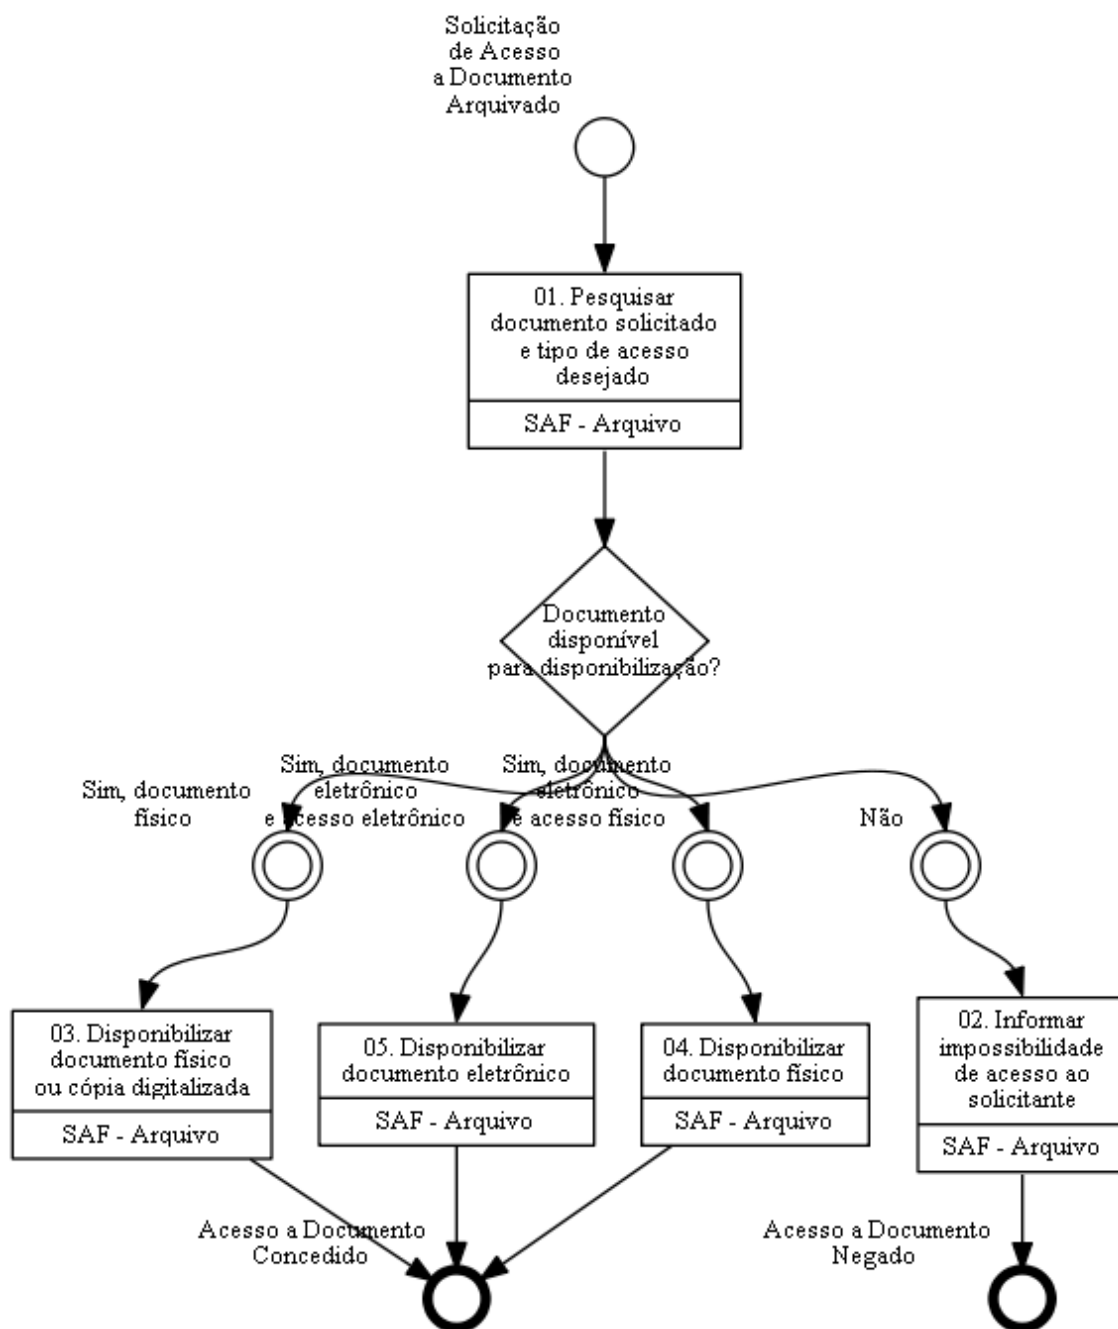 Solicitação
de Acesso
a Documento
Arquivado
01. Pesquisar
documento solicitado
e tipo de acesso
desejado
SAF - Arquivo
Documento
disponível
para disponibilização?
Sim, documento
físico
Sim, documento
eletrônico
e acesso eletrônico
Sim, documento
eletrônico
e acesso físico
Não
03. Disponibilizar
documento físico
ou cópia digitalizada
SAF - Arquivo
05. Disponibilizar
documento eletrônico
SAF - Arquivo
04. Disponibilizar
documento físico
SAF - Arquivo
02. Informar
impossibilidade
de acesso ao
solicitante
SAF - Arquivo
Acesso a Documento
Concedido
Acesso a Documento
Negado